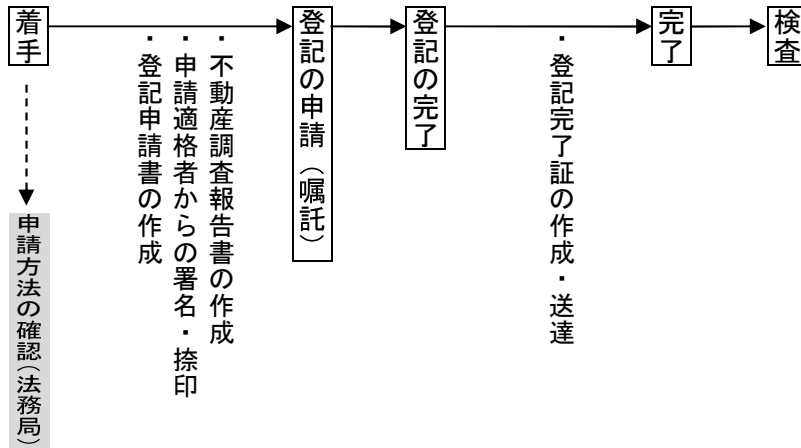 着手
申請方法の確認（法務局）
・不動産調査報告書の作成
・申請適格者からの署名・捺印
・登記申請書の作成
登記の申請（嘱託）
登記の完了
・登記完了証の作成・送達
完了
検査